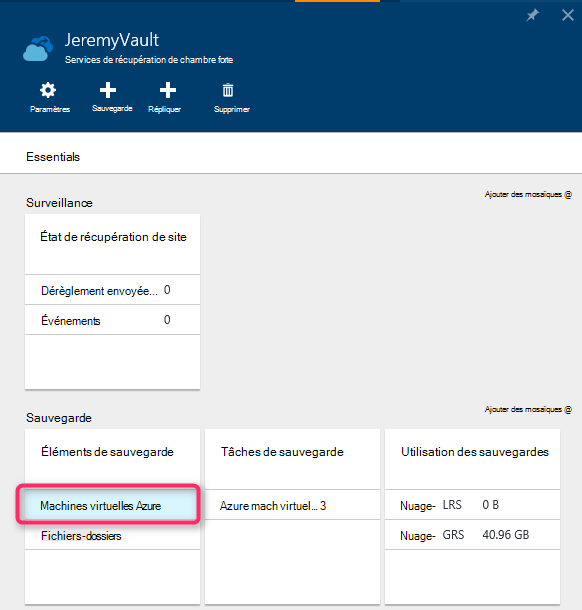 JeremyVault
Services de récupération de chambre forte
Paramètres Sauvegarde Répliquer Supprimer
Essentials
Surveillance Ajouter des mosaïques @
État de récupération de site
Dérèglement envoyée... 0
Événements 0
Sauvegarde Ajouter des mosaïques @
Éléments de sauvegarde Tâches de sauvegarde Utilisation des sauvegardes
Machines virtuelles Azure Azure mach virtuel... 3 Nuage- LRS 0 B
Fichiers-dossiers Nuage- GRS 40.96 GB